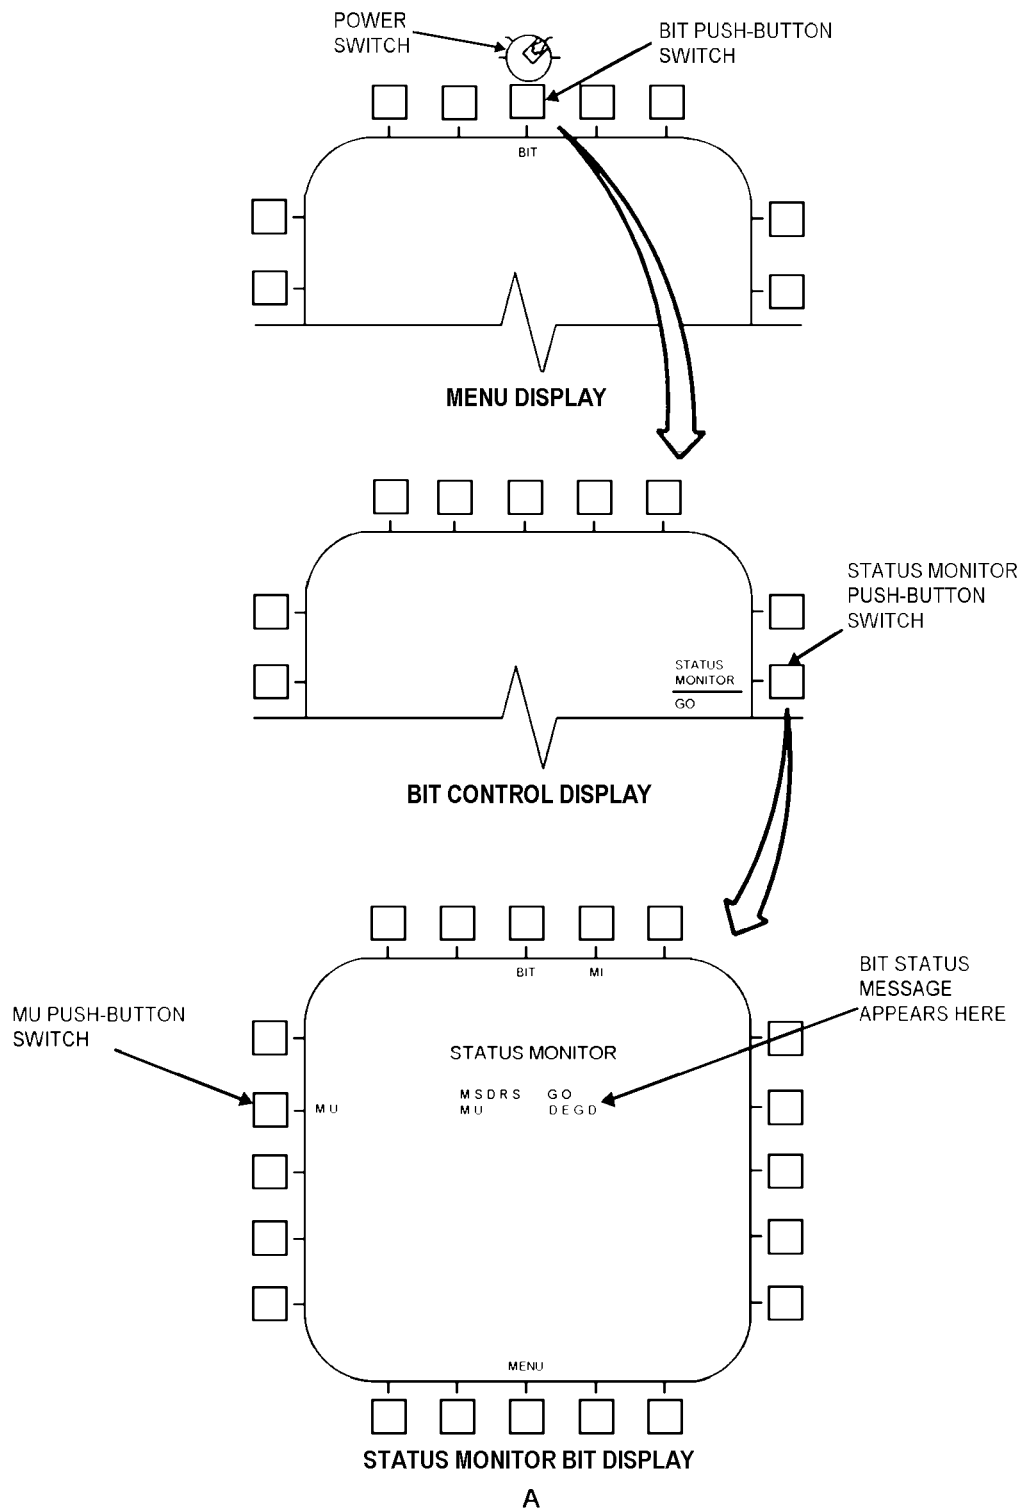 POWER
SWITCH
BIT PUSH-BUTTON
SWITCH
BIT
MENU DISPLAY
STATUS MONITOR
PUSH-BUTTON
SWITCH
STATUS
MONITOR
GO
BIT CONTROL DISPLAY
BIT MI
BIT STATUS
MESSAGE
APPEARS HERE
MU PUSH-BUTTON
SWITCH
STATUS MONITOR
MSDRS GO
MU MU DEGD
MENU
STATUS MONITOR BIT DISPLAY
A